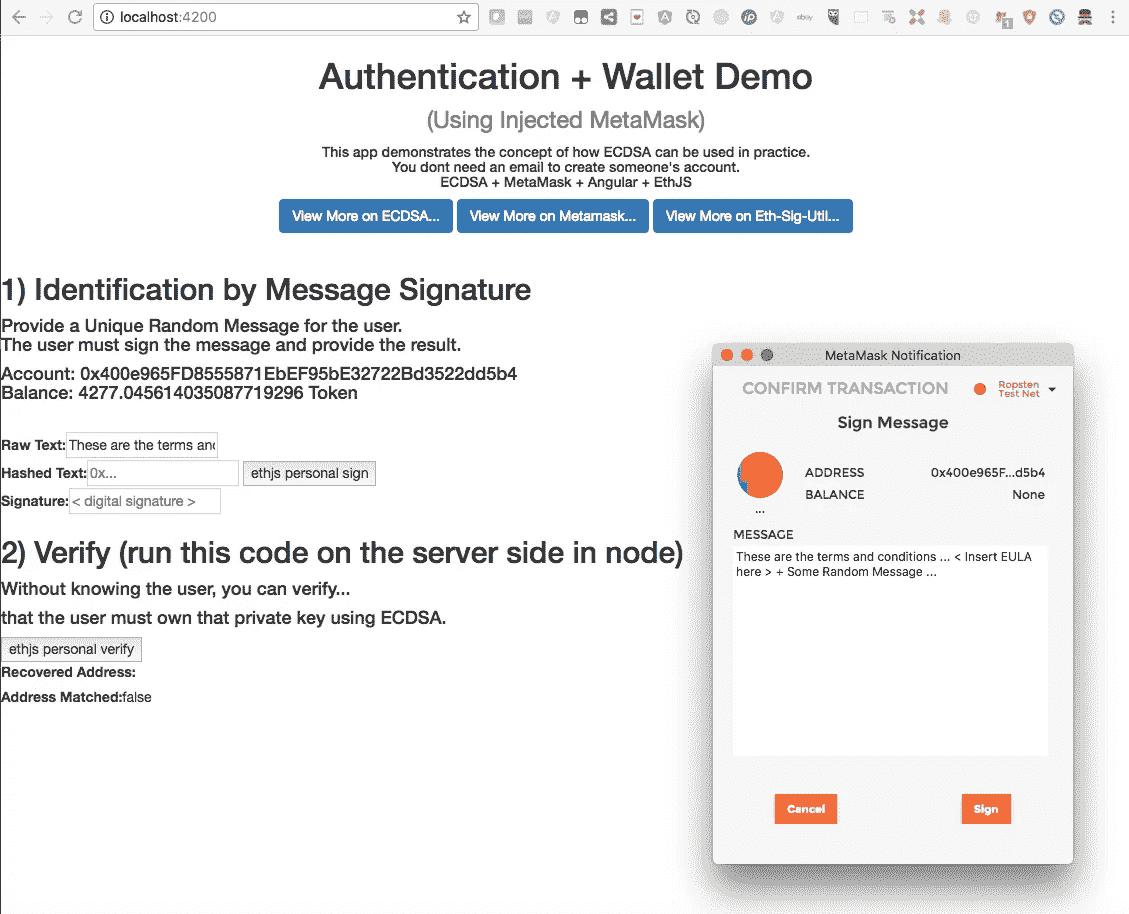 localhost:4200
Authentication + Wallet Demo
(Using Injected MetaMask)
This app demonstrates the concept of how ECDSA can be used in practice.
You dont need an email to create someone's account.
ECDSA + MetaMask + Angular + EthJS
View More on ECDSA... View More on Metamask... View More on Eth-Sig-Util...
1) Identification by Message Signature
Provide a Unique Random Message for the user.
The user must sign the message and provide the result.
Account: 0x400e965FD8555871EbEF95bE32722Bd3522dd5b4
Balance: 4277.045614035087719296 Token
Raw Text: These are the terms and
Hashed Text: 0x... ethjs personal sign
Signature: < digital signature >
2) Verify (run this code on the server side in node)
Without knowing the user, you can verify...
that the user must own that private key using ECDSA.
ethjs personal verify
Recovered Address:
Address Matched:false
MetaMask Notification
CONFIRM TRANSACTION
Ropsten
Test Net
Sign Message
ADDRESS 0x400e965F...d5b4
BALANCE None
...
MESSAGE
These are the terms and conditions ... < Insert EULA
here > + Some Random Message ...
Cancel Sign